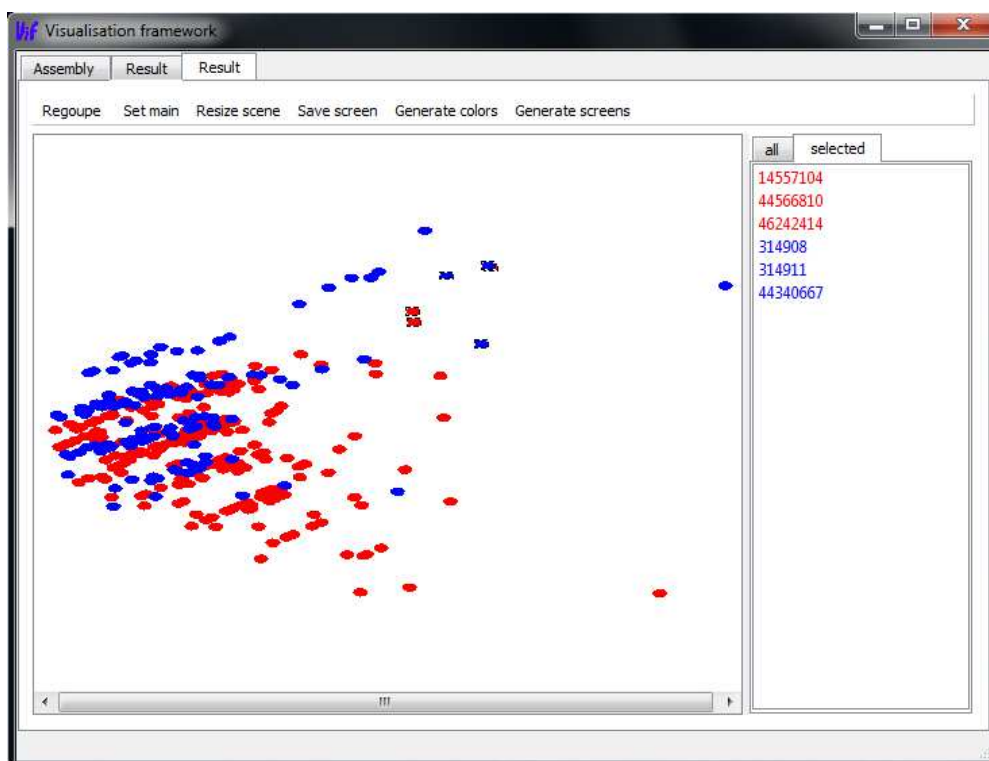 Vif Visualisation framework
Assembly Result Result
Regoupe Set main Resize scene Save screen Generate colors Generate screens
all selected
14557104
44566810
46242414
314908
314911
44340667